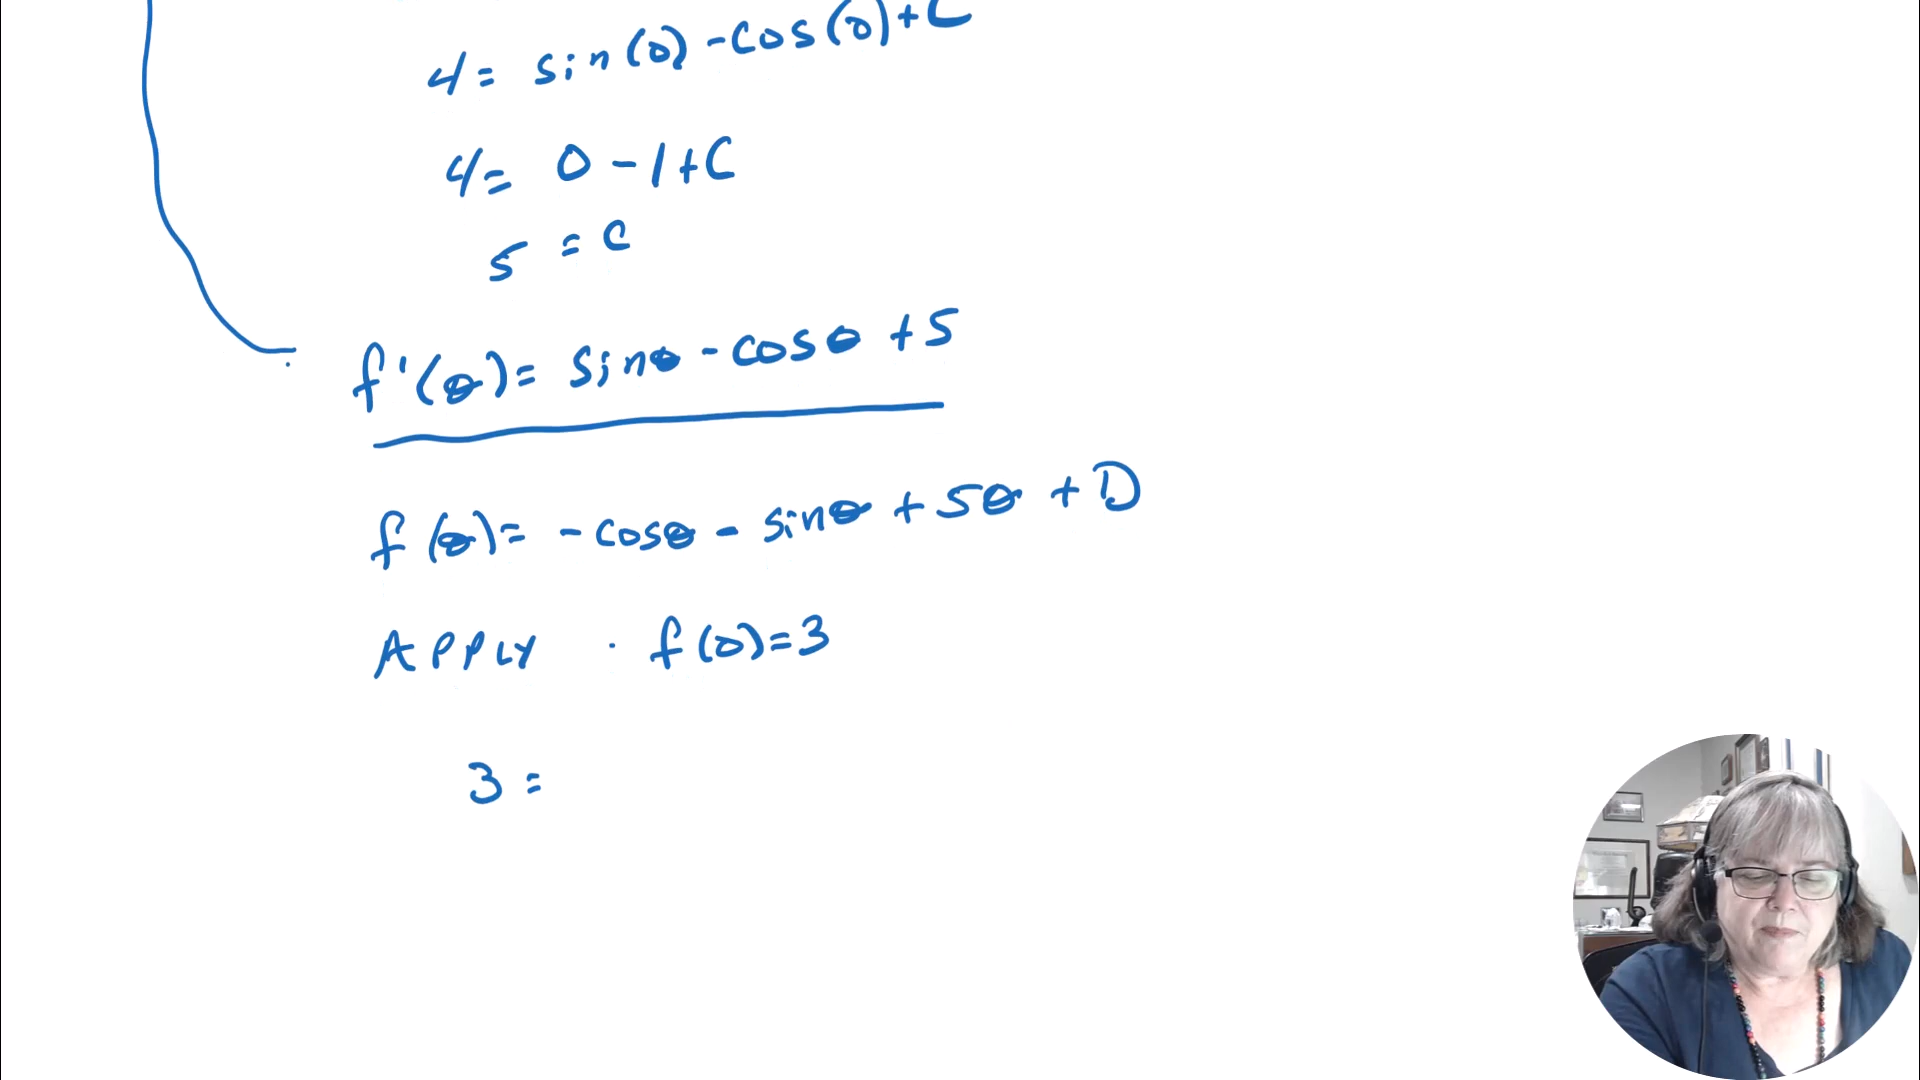 4= sin(0) -cos(0)+C
4= 0 -1+C
5 = C
f'(θ)= sinθ - cosθ +5
f(θ)= -cosθ - sinθ + 5θ + D
APPLY . f(0)=3
3 =